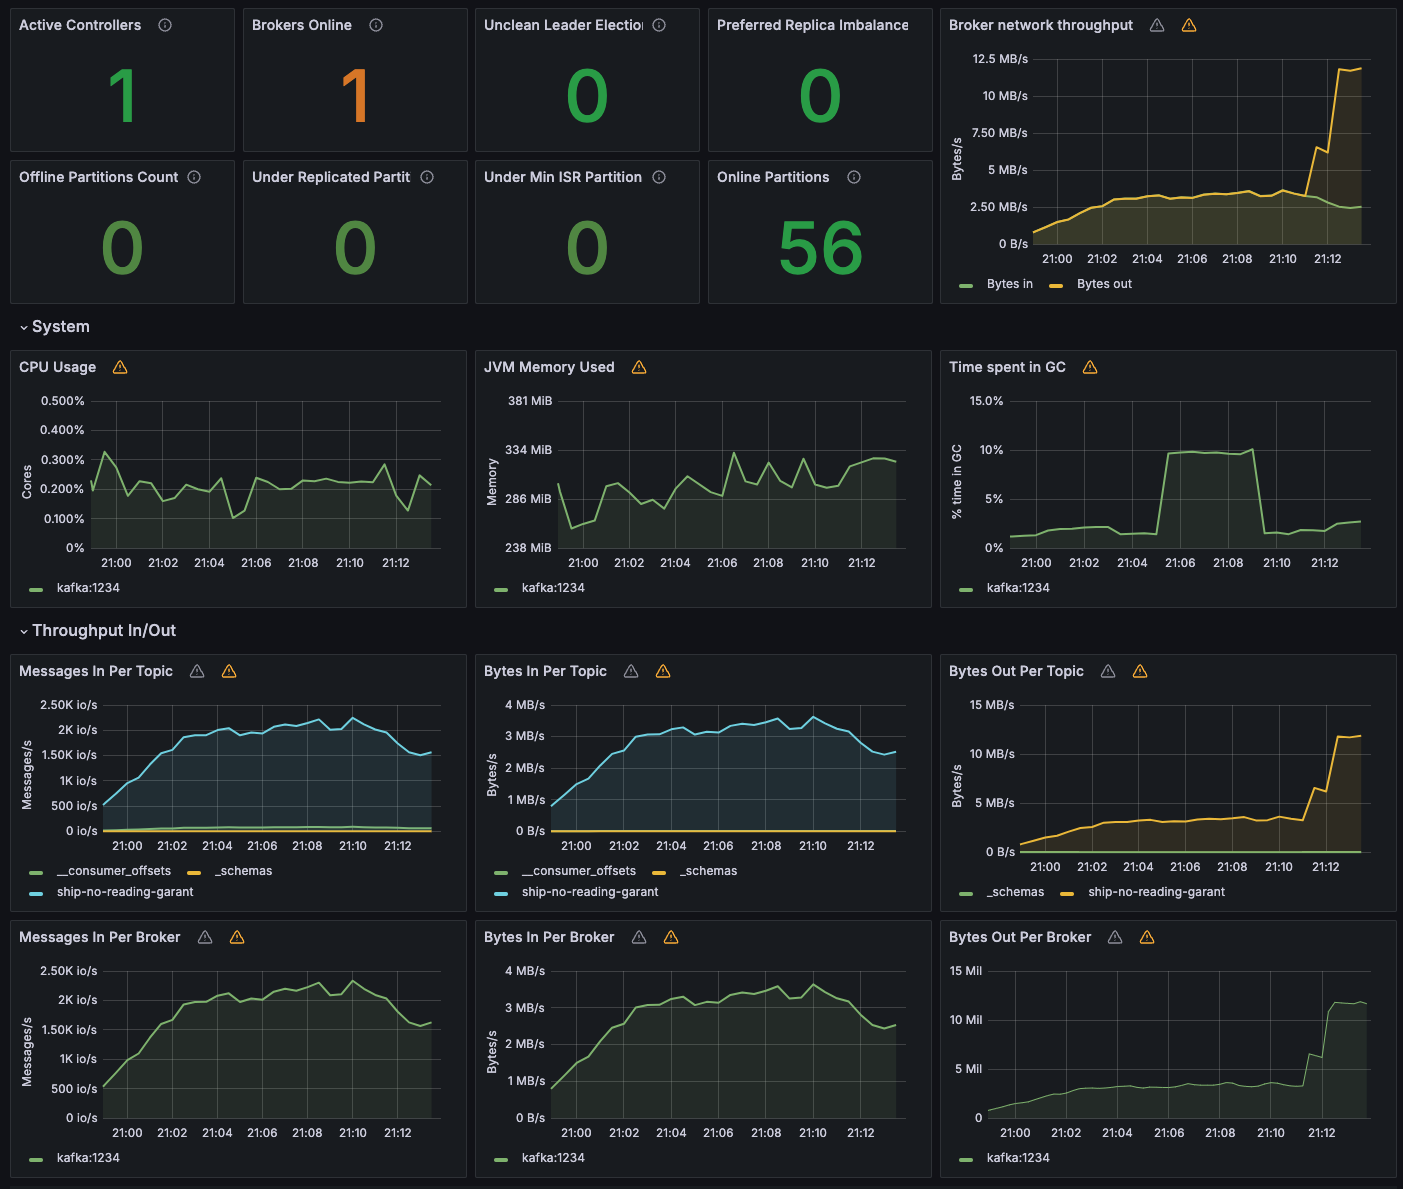 Active Controllers
1
Brokers Online
1
Unclean Leader Electio
0
Preferred Replica Imbalance
0
Offline Partitions Count
0
Under Replicated Partit
0
Under Min ISR Partition
0
Online Partitions
56
Broker network throughput
Bytes/s
12.5 MB/s
10 MB/s
7.50 MB/s
5 MB/s
2.50 MB/s
0 B/s
21:00 21:02 21:04 21:06 21:08 21:10 21:12
Bytes in Bytes out
System
CPU Usage
Cores
0.500%
0.400%
0.300%
0.200%
0.100%
0%
21:00 21:02 21:04 21:06 21:08 21:10 21:12
kafka:1234
JVM Memory Used
Memory
381 MiB
334 MiB
286 MiB
238 MiB
21:00 21:02 21:04 21:06 21:08 21:10 21:12
kafka:1234
Time spent in GC
% time in GC
15.0%
10%
5%
0%
21:00 21:02 21:04 21:06 21:08 21:10 21:12
kafka:1234
Throughput In/Out
Messages In Per Topic
Messages/s
2.50K io/s
2K io/s
1.50K io/s
1K io/s
500 io/s
0 io/s
21:00 21:02 21:04 21:06 21:08 21:10 21:12
__consumer_offsets _schemas
ship-no-reading-garant
Bytes In Per Topic
Bytes/s
4 MB/s
3 MB/s
2 MB/s
1 MB/s
0 B/s
21:00 21:02 21:04 21:06 21:08 21:10 21:12
__consumer_offsets _schemas
ship-no-reading-garant
Bytes Out Per Topic
Bytes/s
15 MB/s
10 MB/s
5 MB/s
0 B/s
21:00 21:02 21:04 21:06 21:08 21:10 21:12
_schemas ship-no-reading-garant
Messages In Per Broker
Messages/s
2.50K io/s
2K io/s
1.50K io/s
1K io/s
500 io/s
0 io/s
21:00 21:02 21:04 21:06 21:08 21:10 21:12
kafka:1234
Bytes In Per Broker
Bytes/s
4 MB/s
3 MB/s
2 MB/s
1 MB/s
0 B/s
21:00 21:02 21:04 21:06 21:08 21:10 21:12
kafka:1234
Bytes Out Per Broker
15 Mil
10 Mil
5 Mil
0
21:00 21:02 21:04 21:06 21:08 21:10 21:12
kafka:1234